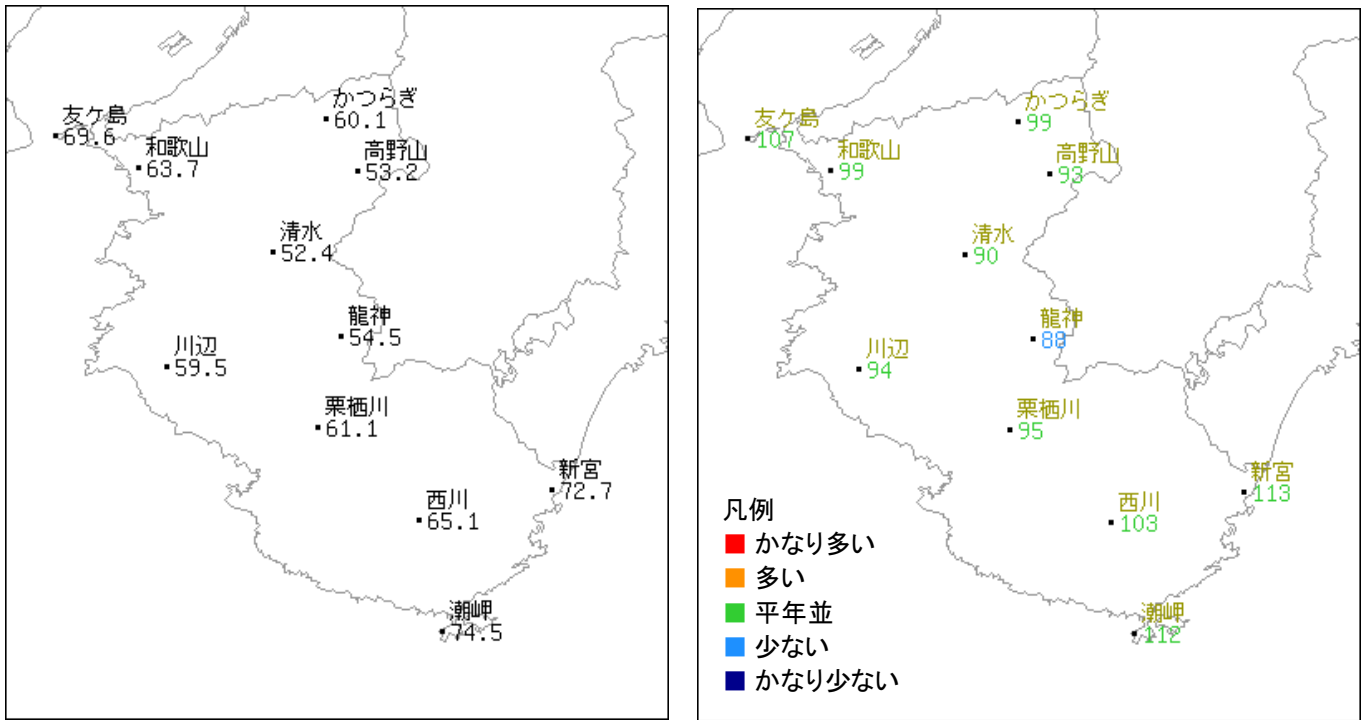 かつらぎ
60.1
友ケ島
69.6
和歌山
63.7
高野山
53.2
清水
52.4
龍神
54.5
川辺
59.5
栗栖川
61.1
新宮
72.7
西川
65.1
潮岬
74.5
かつらぎ
99
友ケ島
107
和歌山
99
高野山
93
清水
90
龍神
88
川辺
94
栗栖川
95
新宮
113
西川
103
潮岬
112
凡例
かなり多い
多い
平年並
少ない
かなり少ない